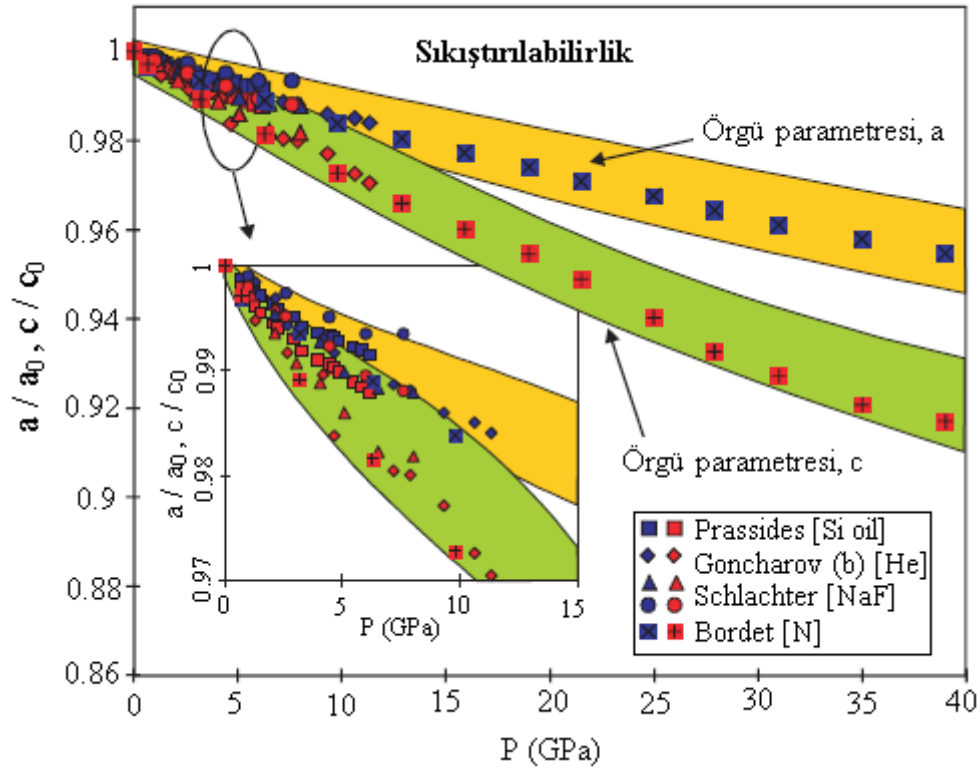 Sıkıştırılabilirlik
Örgü parametresi, a
Örgü parametresi, c
a / a₀ , c / c₀
1
0.98
0.96
0.94
0.92
0.9
0.88
0.86
0 5 10 15 20 25 30 35 40
P (GPa)
a / a₀, c / c₀
1
0.99
0.98
0.97
0 5 10 15
P (GPa)
Prassides [Si oil]
Goncharov (b) [He]
Schlachter [NaF]
Bordet [N]